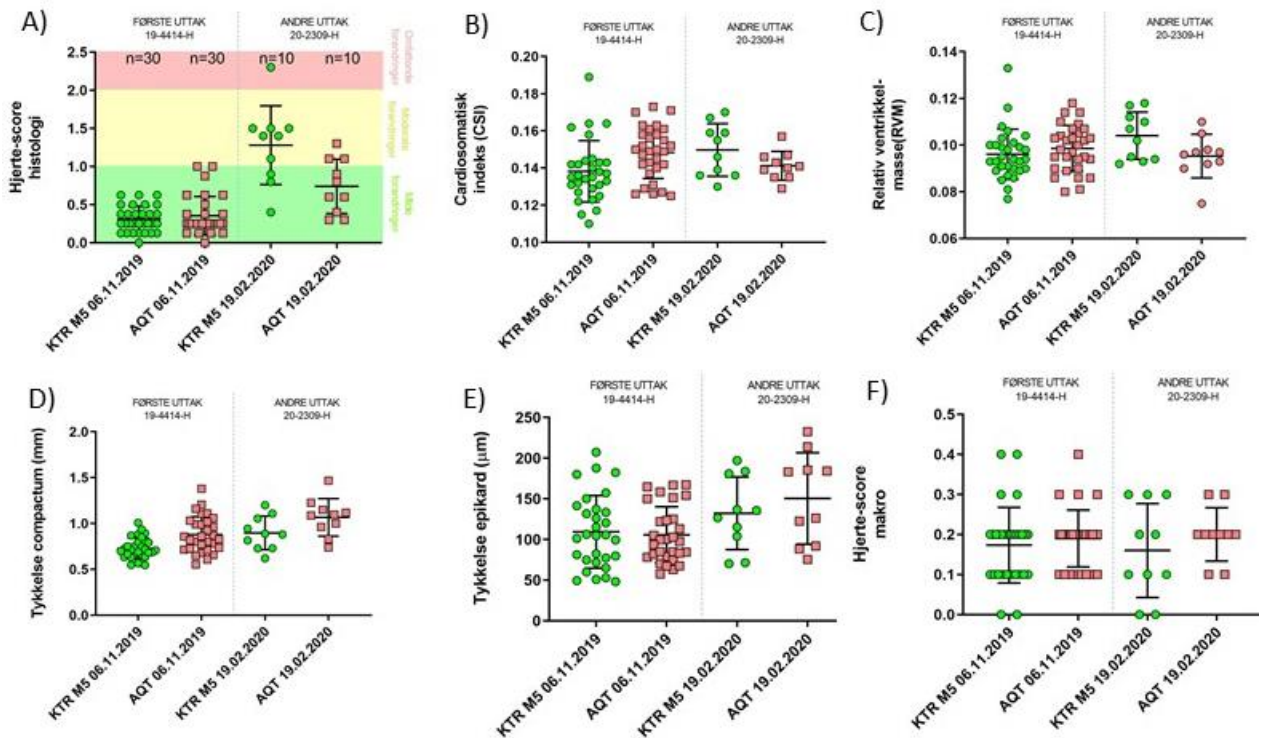 A)
FØRSTE UTTAK
19-4414-H
ANDRE UTTAK
20-2309-H
n=30
n=30
n=10
n=10
2.5
2.0
1.5
1.0
0.5
0.0
Hjerte-score
histologi
Omfattende
forandringer
Moderate
forandringer
Milde
forandringer
KTR M5 06.11.2019
AQT 06.11.2019
KTR M5 19.02.2020
AQT 19.02.2020
B)
FØRSTE UTTAK
19-4414-H
ANDRE UTTAK
20-2309-H
0.20
0.18
0.16
0.14
0.12
0.10
Cardiosomatisk
indeks (CSI)
KTR M5 06.11.2019
AQT 06.11.2019
KTR M5 19.02.2020
AQT 19.02.2020
C)
FØRSTE UTTAK
19-4414-H
ANDRE UTTAK
20-2309-H
0.14
0.12
0.10
0.08
0.06
Relativ ventrikkel-
masse(RVM)
KTR M5 06.11.2019
AQT 06.11.2019
KTR M5 19.02.2020
AQT 19.02.2020
D)
FØRSTE UTTAK
19-4414-H
ANDRE UTTAK
20-2309-H
2.0
1.5
1.0
0.5
0.0
Tykkelse compactum (mm)
KTR M5 06.11.2019
AQT 06.11.2019
KTR M5 19.02.2020
AQT 19.02.2020
E)
FØRSTE UTTAK
19-4414-H
ANDRE UTTAK
20-2309-H
250
200
150
100
50
0
Tykkelse epikard (µm)
KTR M5 06.11.2019
AQT 06.11.2019
KTR M5 19.02.2020
AQT 19.02.2020
F)
FØRSTE UTTAK
19-4414-H
ANDRE UTTAK
20-2309-H
0.5
0.4
0.3
0.2
0.1
0.0
Hjerte-score
makro
KTR M5 06.11.2019
AQT 06.11.2019
KTR M5 19.02.2020
AQT 19.02.2020